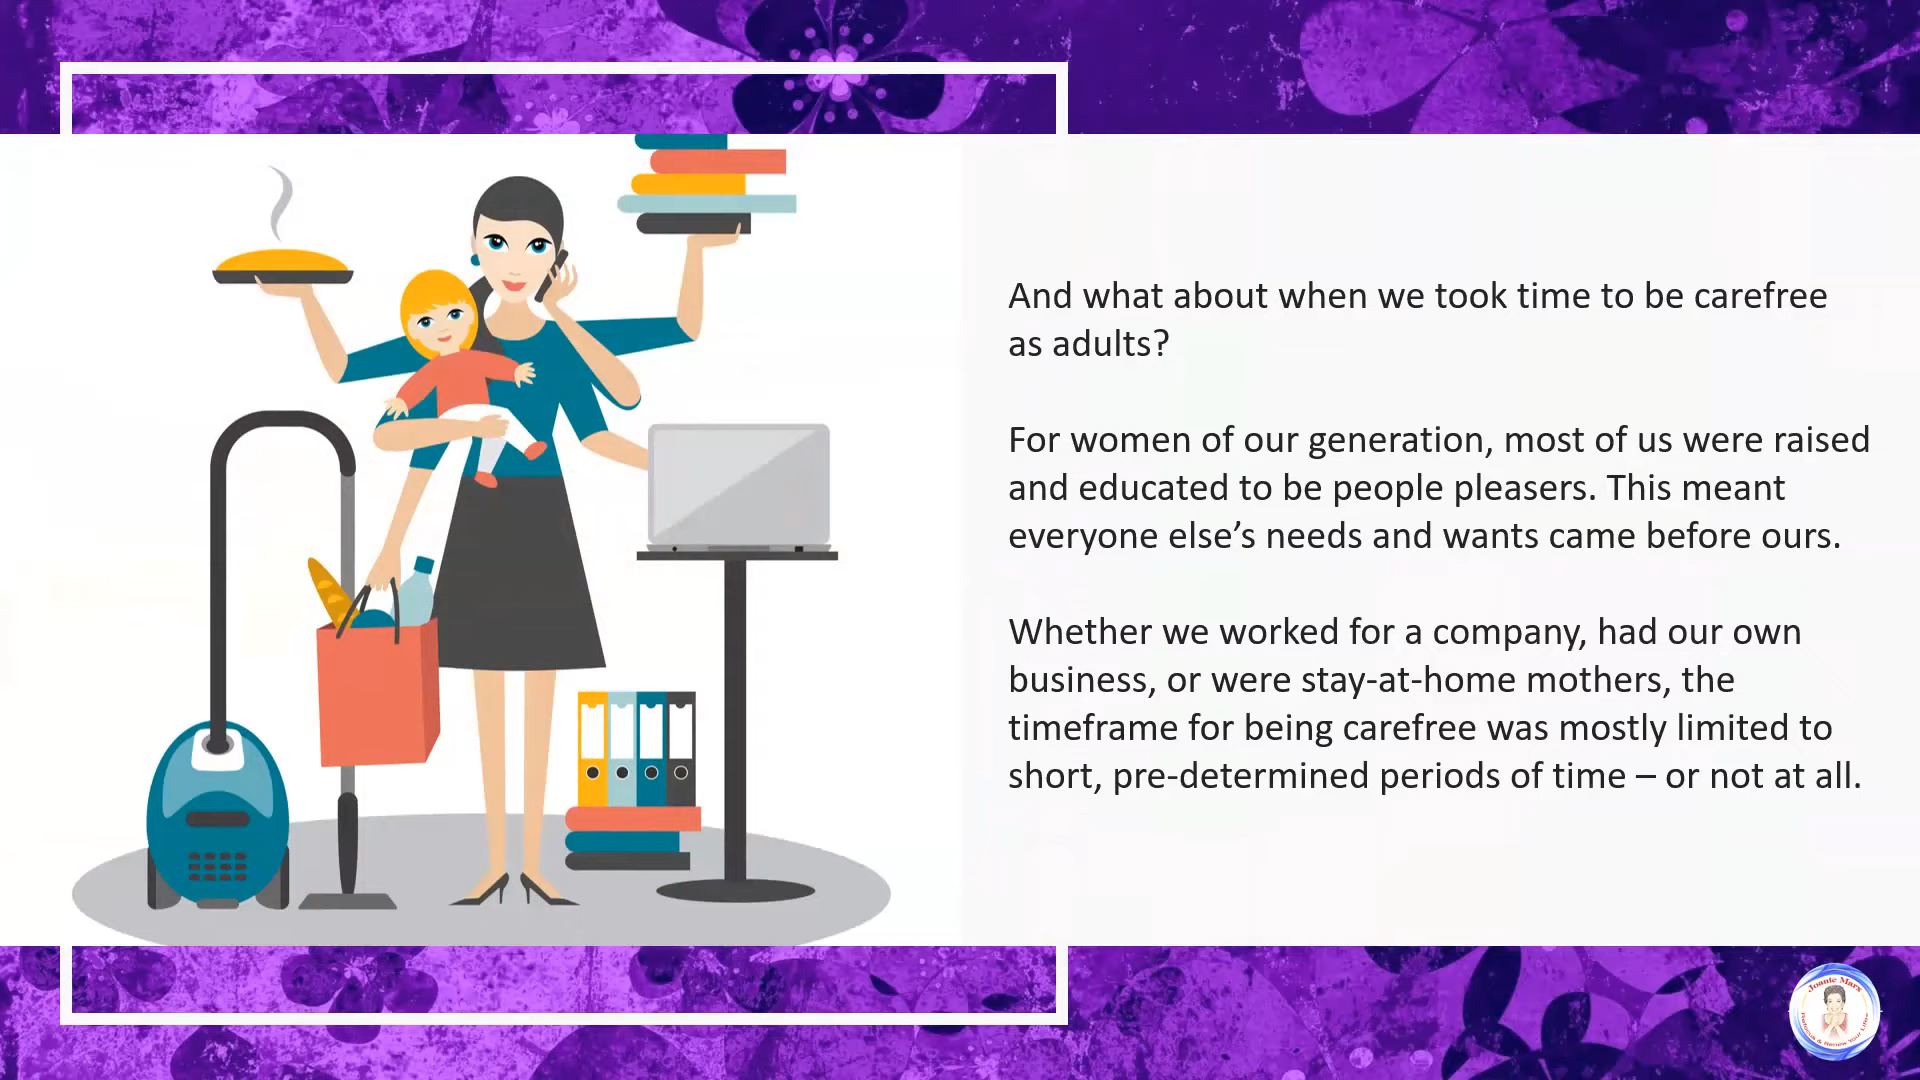 And what about when we took time to be carefree
as adults?
For women of our generation, most of us were raised
and educated to be people pleasers. This meant
everyone else’s needs and wants came before ours.
Whether we worked for a company, had our own
business, or were stay-at-home mothers, the
timeframe for being carefree was mostly limited to
short, pre-determined periods of time – or not at all.
Joanie Marx